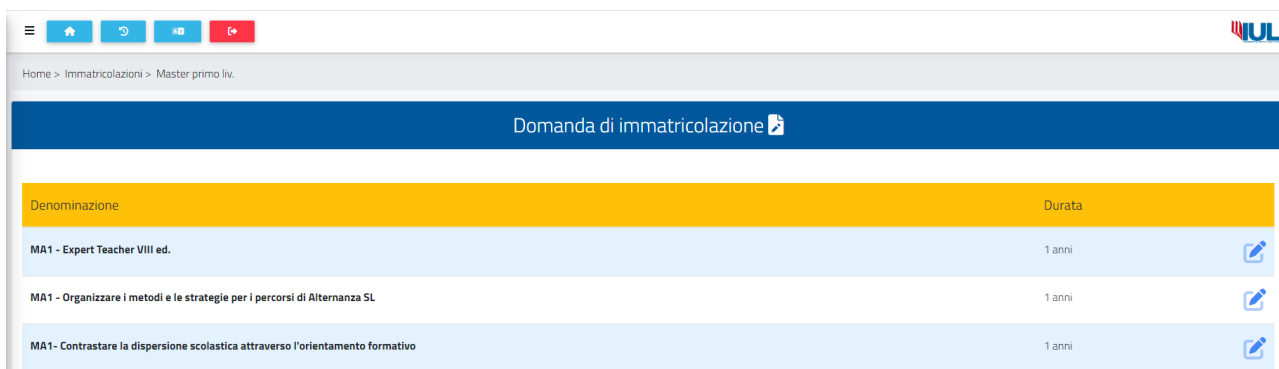 IUL
Home > Immatricolazioni > Master primo liv.
Domanda di immatricolazione
Denominazione Durata
MA1 - Expert Teacher VIII ed. 1 anni
MA1 - Organizzare i metodi e le strategie per i percorsi di Alternanza SL 1 anni
MA1- Contrastare la dispersione scolastica attraverso l'orientamento formativo 1 anni